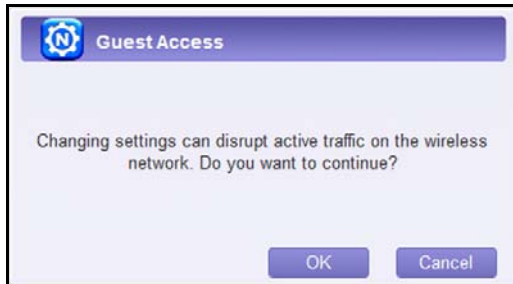 N
Guest Access
Changing settings can disrupt active traffic on the wireless
network. Do you want to continue?
OK Cancel